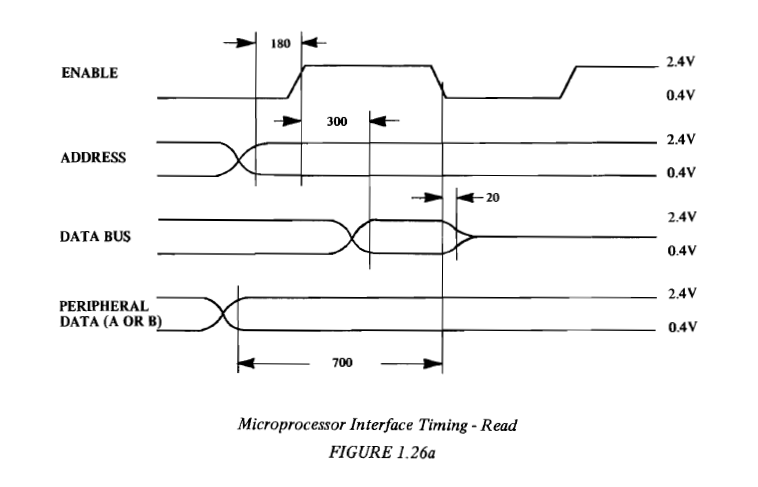 180
ENABLE
2.4V
0.4V
300
ADDRESS
2.4V
0.4V
20
DATA BUS
2.4V
0.4V
PERIPHERAL
DATA (A OR B)
2.4V
0.4V
700
Microprocessor Interface Timing - Read
FIGURE 1.26a